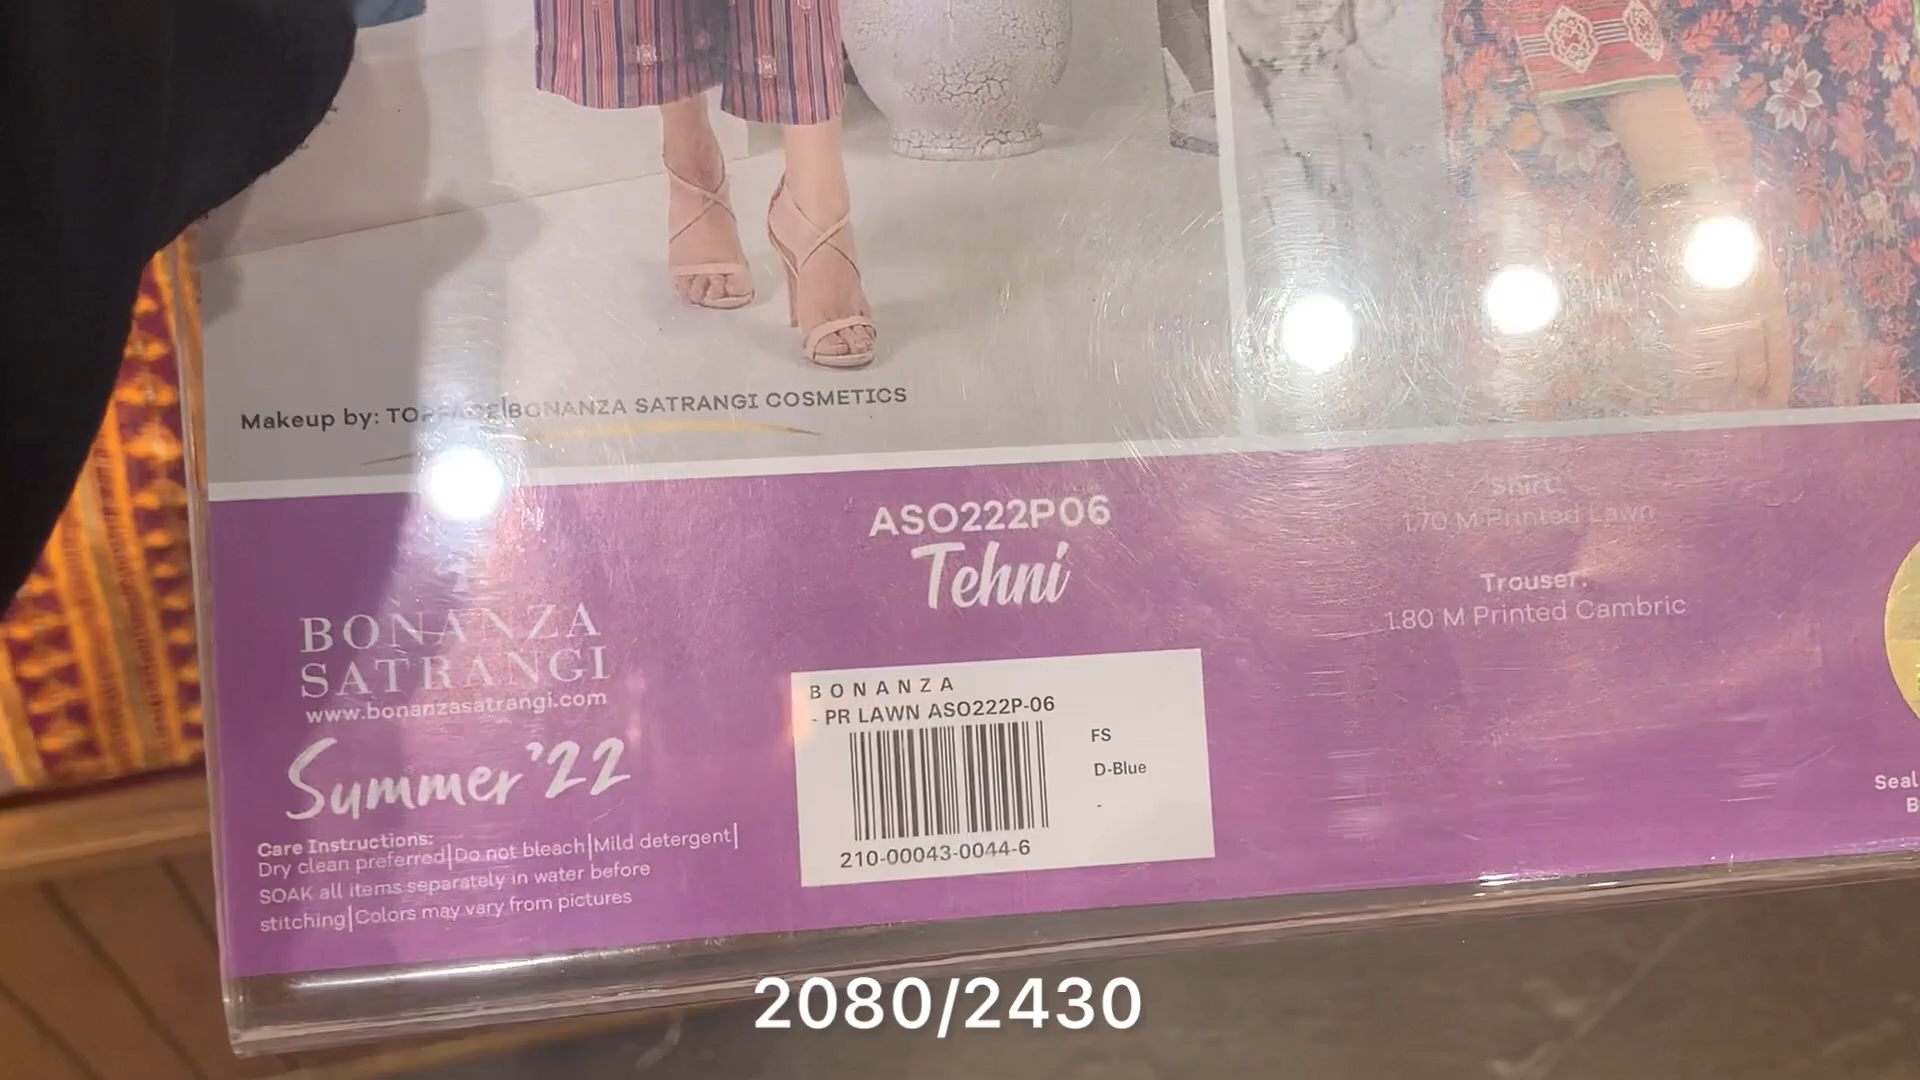 Makeup by: BONANZA SATRANGI COSMETICS
ASO222P06
Tehni
BONANZA
SATRANGI
www.bonanzasatrangi.com
Summer '22
Care Instructions:
Dry clean preferred|Do not bleach|Mild detergent|
SOAK all items separately in water before
stitching|Colors may vary from pictures
BONANZA
- PR LAWN ASO222P-06
FS
D-Blue
-
210-00043-0044-6
Shirt:
1.70 M Printed Lawn
Trouser:
1.80 M Printed Cambric
2080/2430